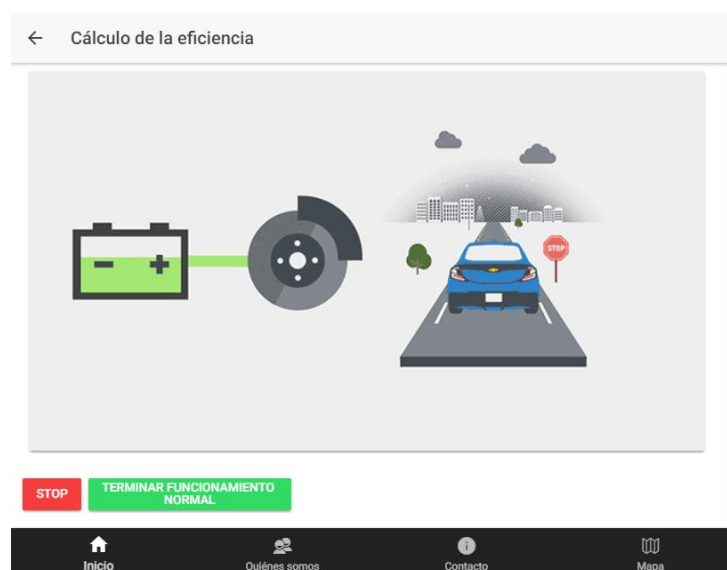 Cálculo de la eficiencia
STOP
STOP
TERMINAR FUNCIONAMIENTO
NORMAL
Inicio
Quiénes somos
Contacto
Mapa